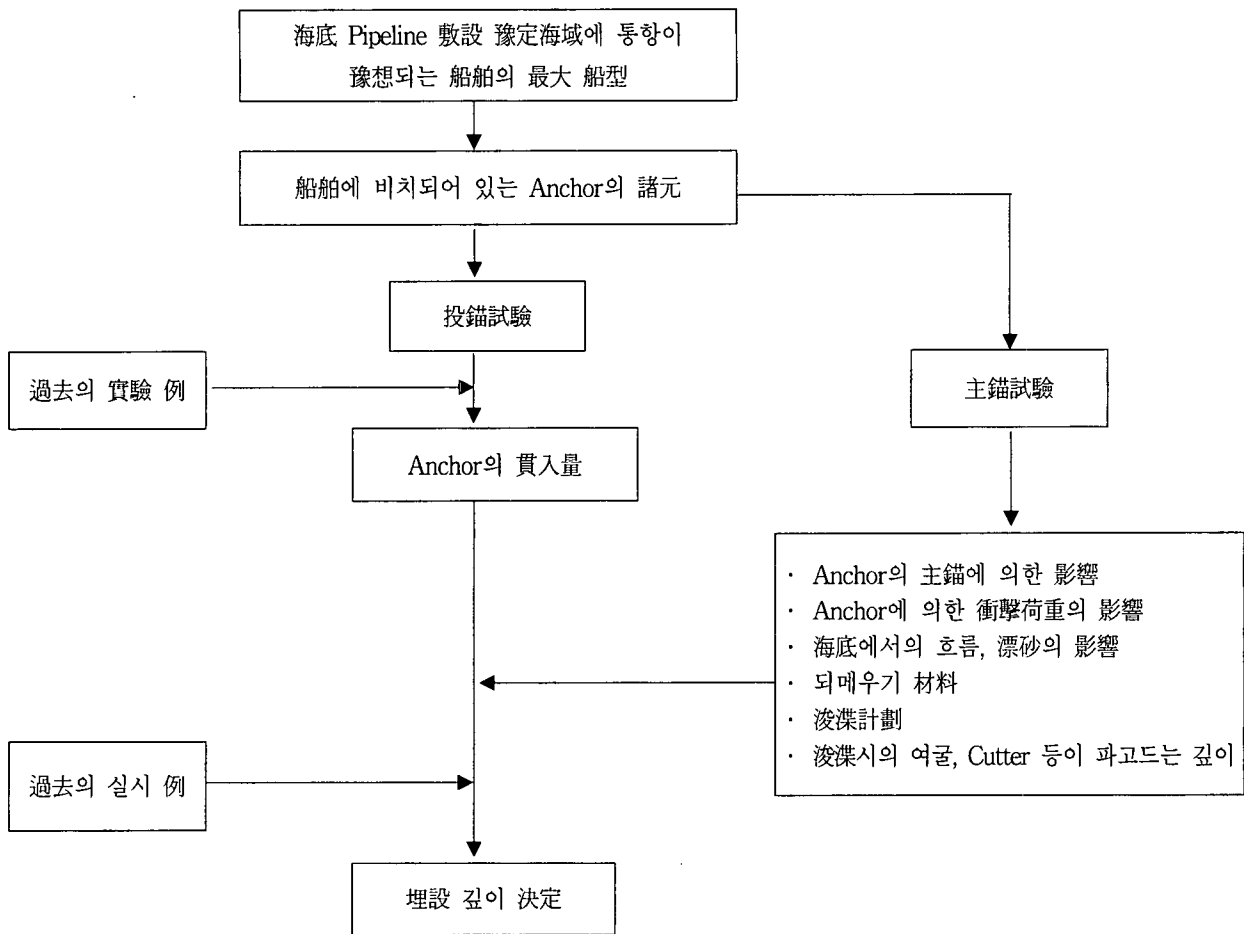 海底 Pipeline 敷設 豫定海域에 통항이
豫想되는 船舶의 最大 船型
船舶에 비치되어 있는 Anchor의 諸元
投錨試驗
過去의 實驗 例
主錨試驗
Anchor의 貫入量
· Anchor의 主錨에 의한 影響
· Anchor에 의한 衝擊荷重의 影響
· 海底에서의 흐름, 漂砂의 影響
· 되메우기 材料
· 浚渫計劃
· 浚渫시의 여굴, Cutter 등이 파고드는 깊이
過去의 실시 例
埋設 깊이 決定